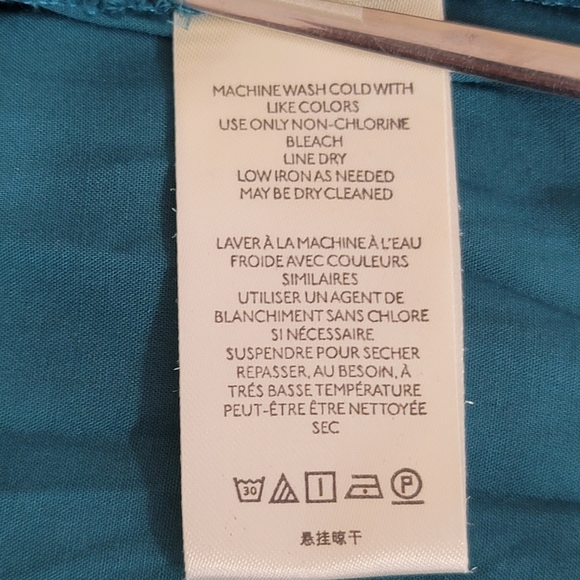 MACHINE WASH COLD WITH
LIKE COLORS
USE ONLY NON-CHLORINE
BLEACH
LINE DRY
LOW IRON AS NEEDED
MAY BE DRY CLEANED
LAVER À LA MACHINE À L'EAU
FROIDE AVEC COULEURS
SIMILAIRES
UTILISER UN AGENT DE
BLANCHIMENT SANS CHLORE
SI NÉCESSAIRE
SUSPENDRE POUR SECHER
REPASSER, AU BESOIN, À
TRÉS BASSE TEMPÉRATURE
PEUT-ÊTRE ÊTRE NETTOYÉE
SEC
30 P
悬挂晾干